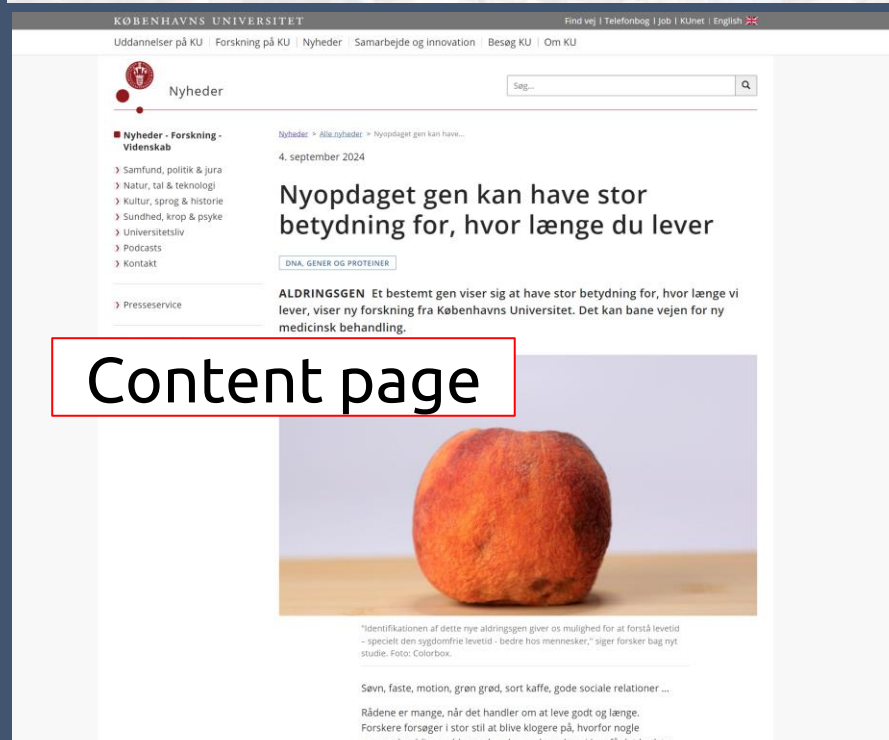 KØBENHAVNS UNIVERSITET
Find vej | Telefonbog | Job | KUnet | English
Uddannelser på KU | Forskning på KU | Nyheder | Samarbejde og innovation | Besøg KU | Om KU
Nyheder
Søg...
Nyheder - Forskning - Videnskab
Samfund, politik & jura
Natur, tal & teknologi
Kultur, sprog & historie
Sundhed, krop & psyke
Universitetsliv
Podcasts
Kontakt
Presseservice
Nyheder > Alle nyheder > Nyopdaget gen kan have...
4. september 2024
Nyopdaget gen kan have stor
betydning for, hvor længe du lever
DNA, GENER OG PROTEINER
ALDRINGSGEN Et bestemt gen viser sig at have stor betydning for, hvor længe vi
lever, viser ny forskning fra Københavns Universitet. Det kan bane vejen for ny
medicinsk behandling.
Content page
"Identifikationen af dette nye aldringsgen giver os mulighed for at forstå levetid
– specielt den sygdomfrie levetid - bedre hos mennesker," siger forsker bag nyt
studie. Foto: Colorbox.
Søvn, faste, motion, grøn grød, sort kaffe, gode sociale relationer ...
Rådene er mange, når det handler om at leve godt og længe.
Forskere forsøger i stor stil at blive klogere på, hvorfor nogle